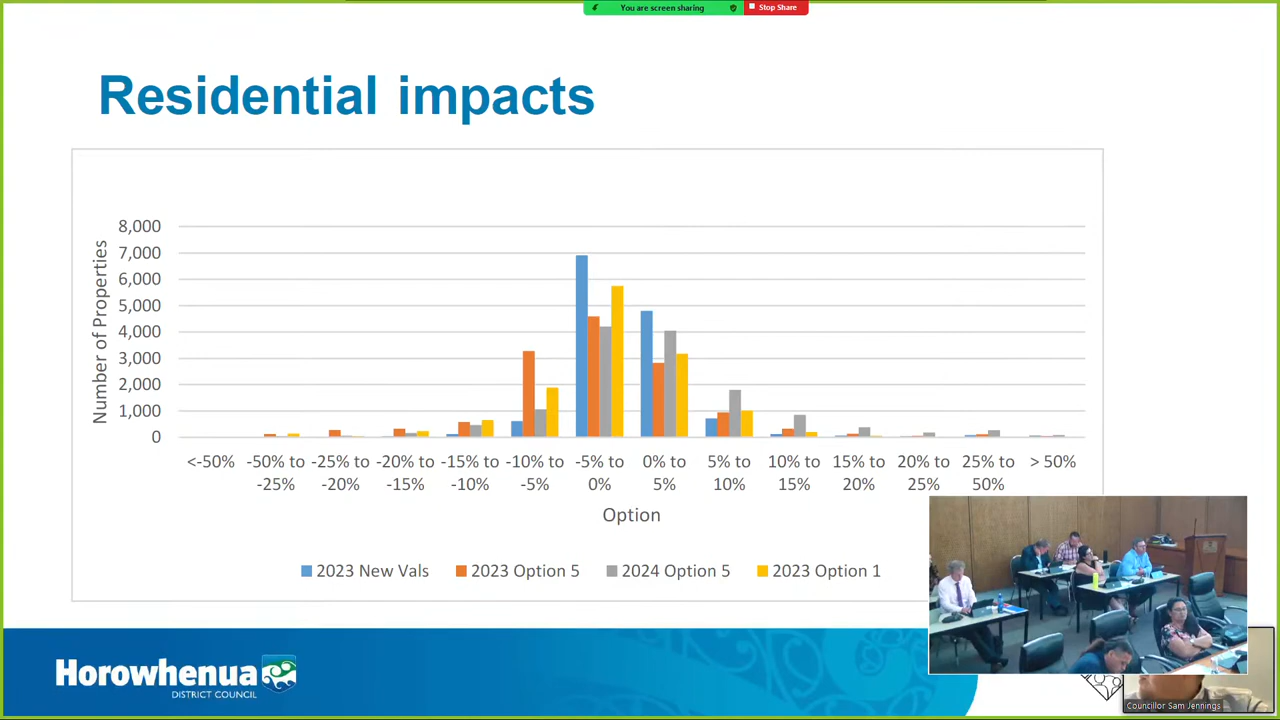 You are screen sharing
Stop Share
Residential impacts
8,000
7,000
6,000
5,000
4,000
3,000
2,000
1,000
0
Number of Properties
<-50%
-50% to -25%
-25% to -20%
-20% to -15%
-15% to -10%
-10% to -5%
-5% to 0%
0% to 5%
5% to 10%
10% to 15%
15% to 20%
20% to 25%
25% to 50%
> 50%
Option
2023 New Vals
2023 Option 5
2024 Option 5
2023 Option 1
Horowhenua
DISTRICT COUNCIL
Councillor Sam Jennings